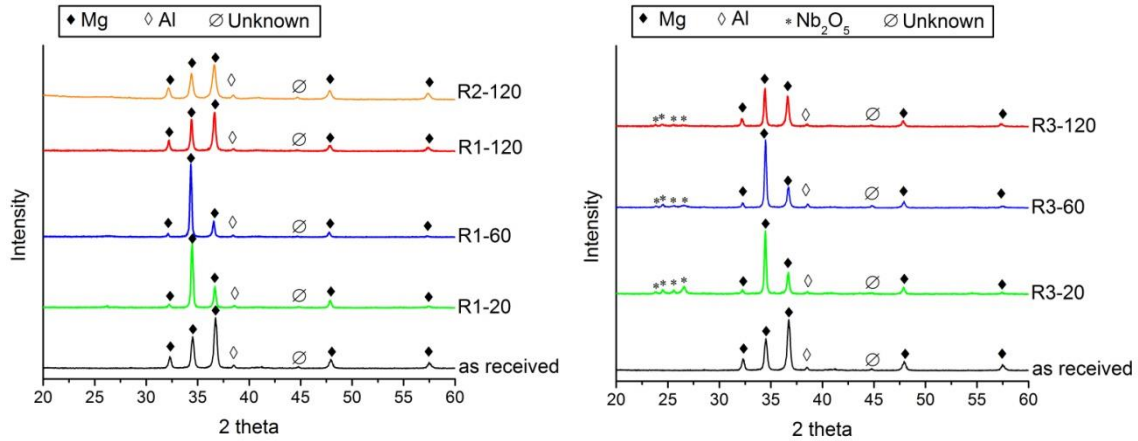 ♦ Mg ◊ Al ∅ Unknown
R2-120
R1-120
R1-60
R1-20
as received
Intensity
20 25 30 35 40 45 50 55 60
2 theta
♦ Mg ◊ Al * Nb₂O₅ ∅ Unknown
R3-120
R3-60
R3-20
as received
Intensity
20 25 30 35 40 45 50 55 60
2 theta